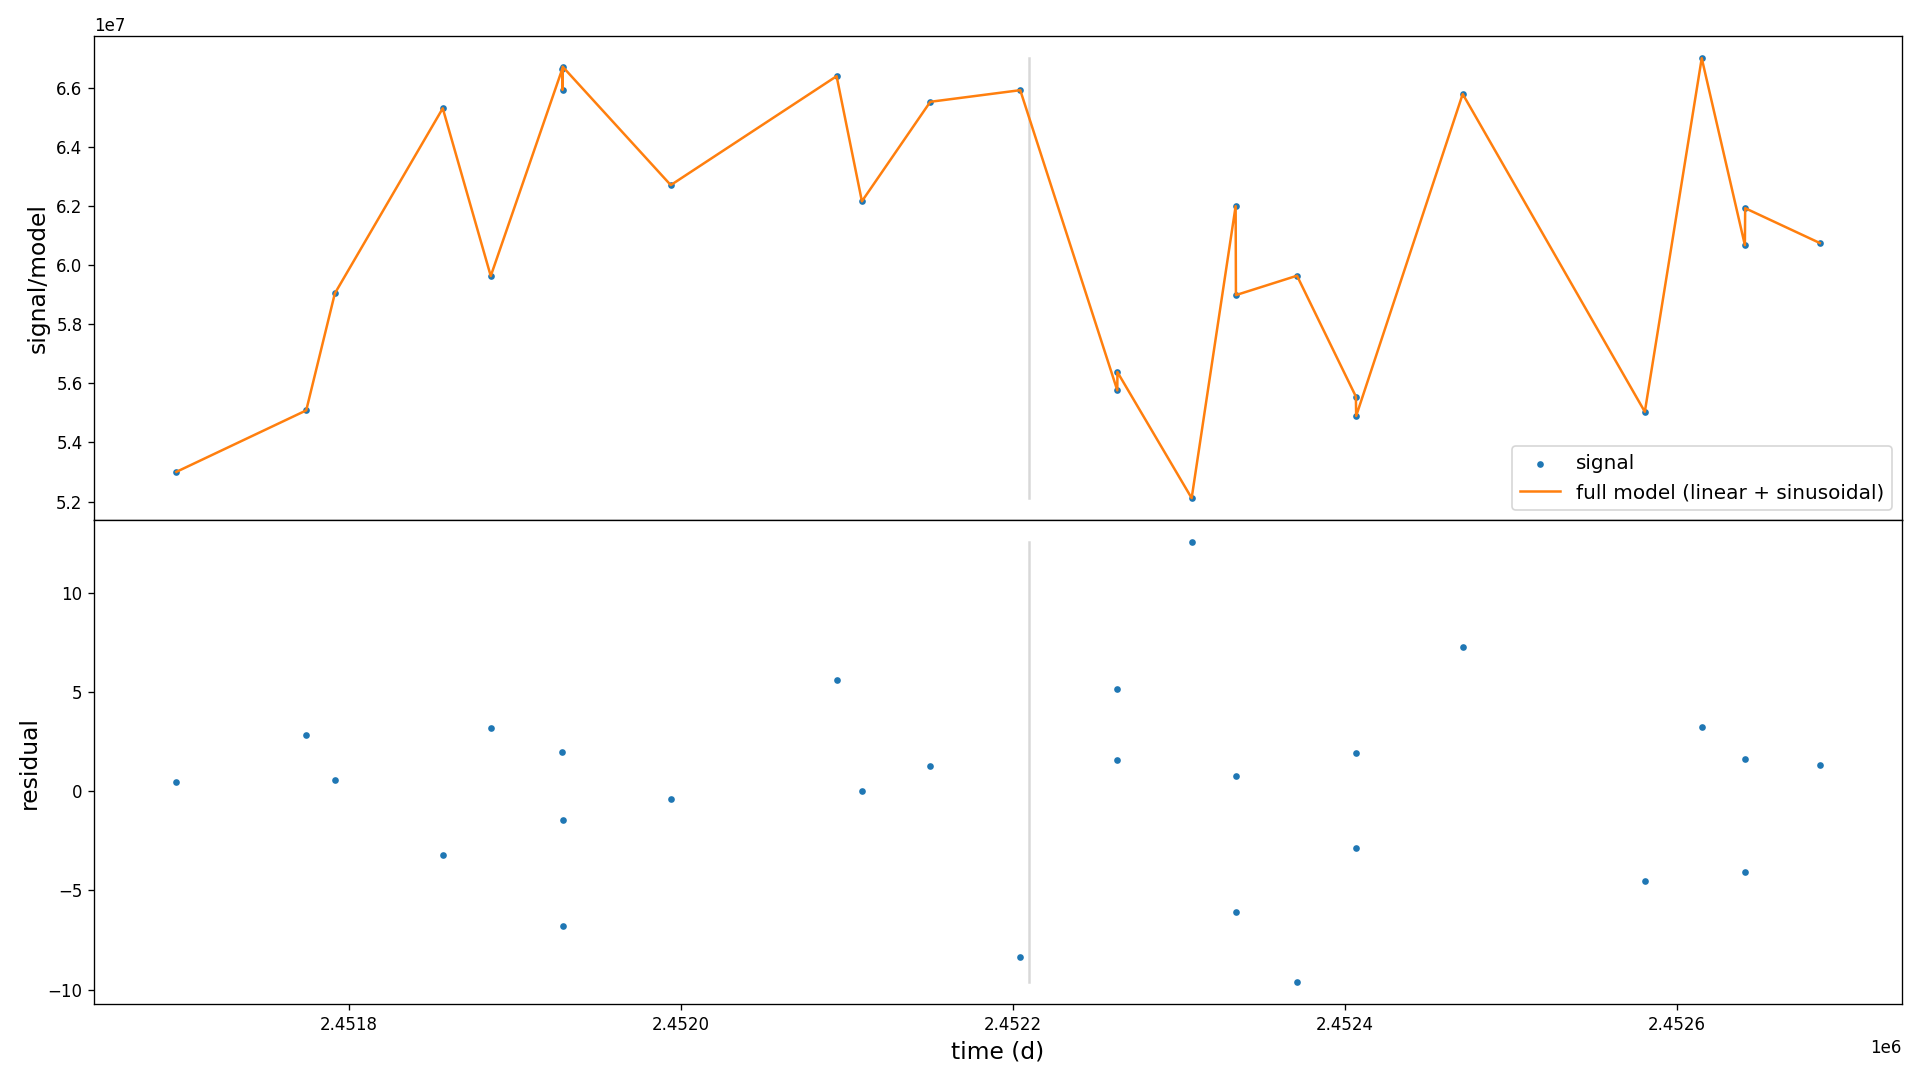 1e7
6.6
6.4
6.2
6.0
5.8
5.6
5.4
5.2
signal/model
signal
full model (linear + sinusoidal)
10
5
0
−5
−10
residual
2.4518
2.4520
2.4522
2.4524
2.4526
1e6
time (d)